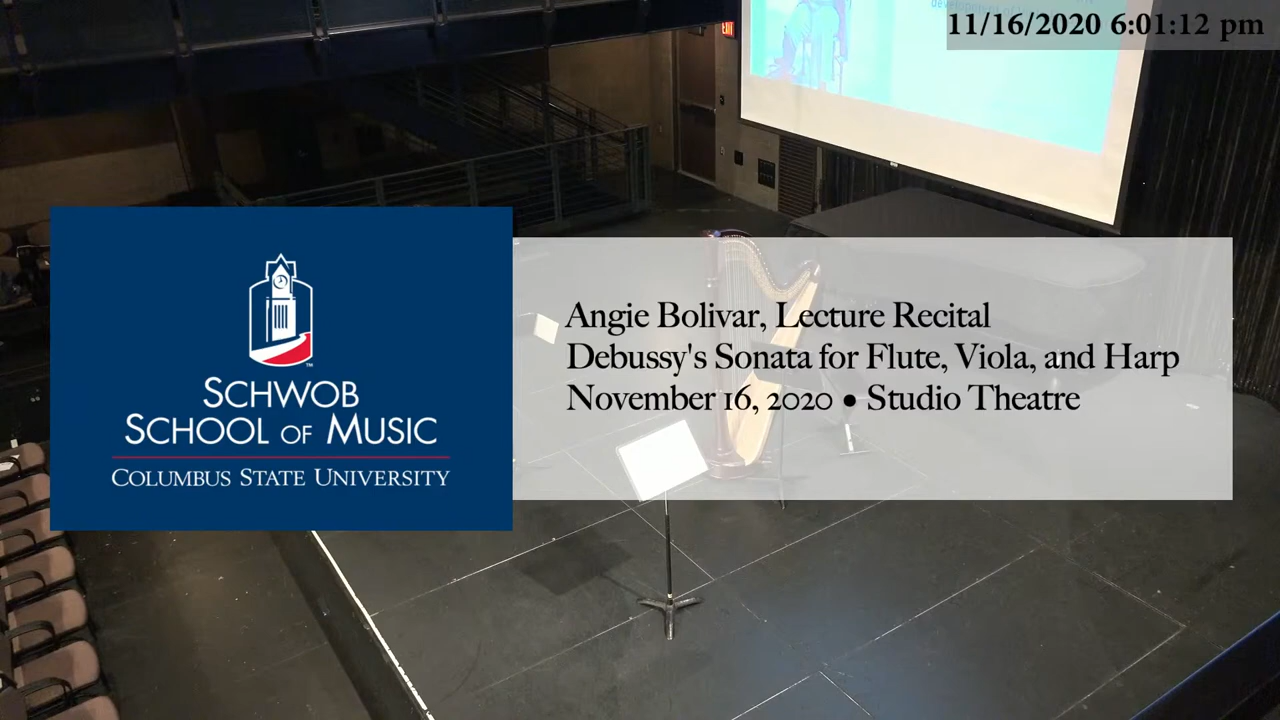 11/16/2020 6:01:12 pm
EXIT
SCHWOB
SCHOOL OF MUSIC
COLUMBUS STATE UNIVERSITY
Angie Bolivar, Lecture Recital
Debussy's Sonata for Flute, Viola, and Harp
November 16, 2020 • Studio Theatre